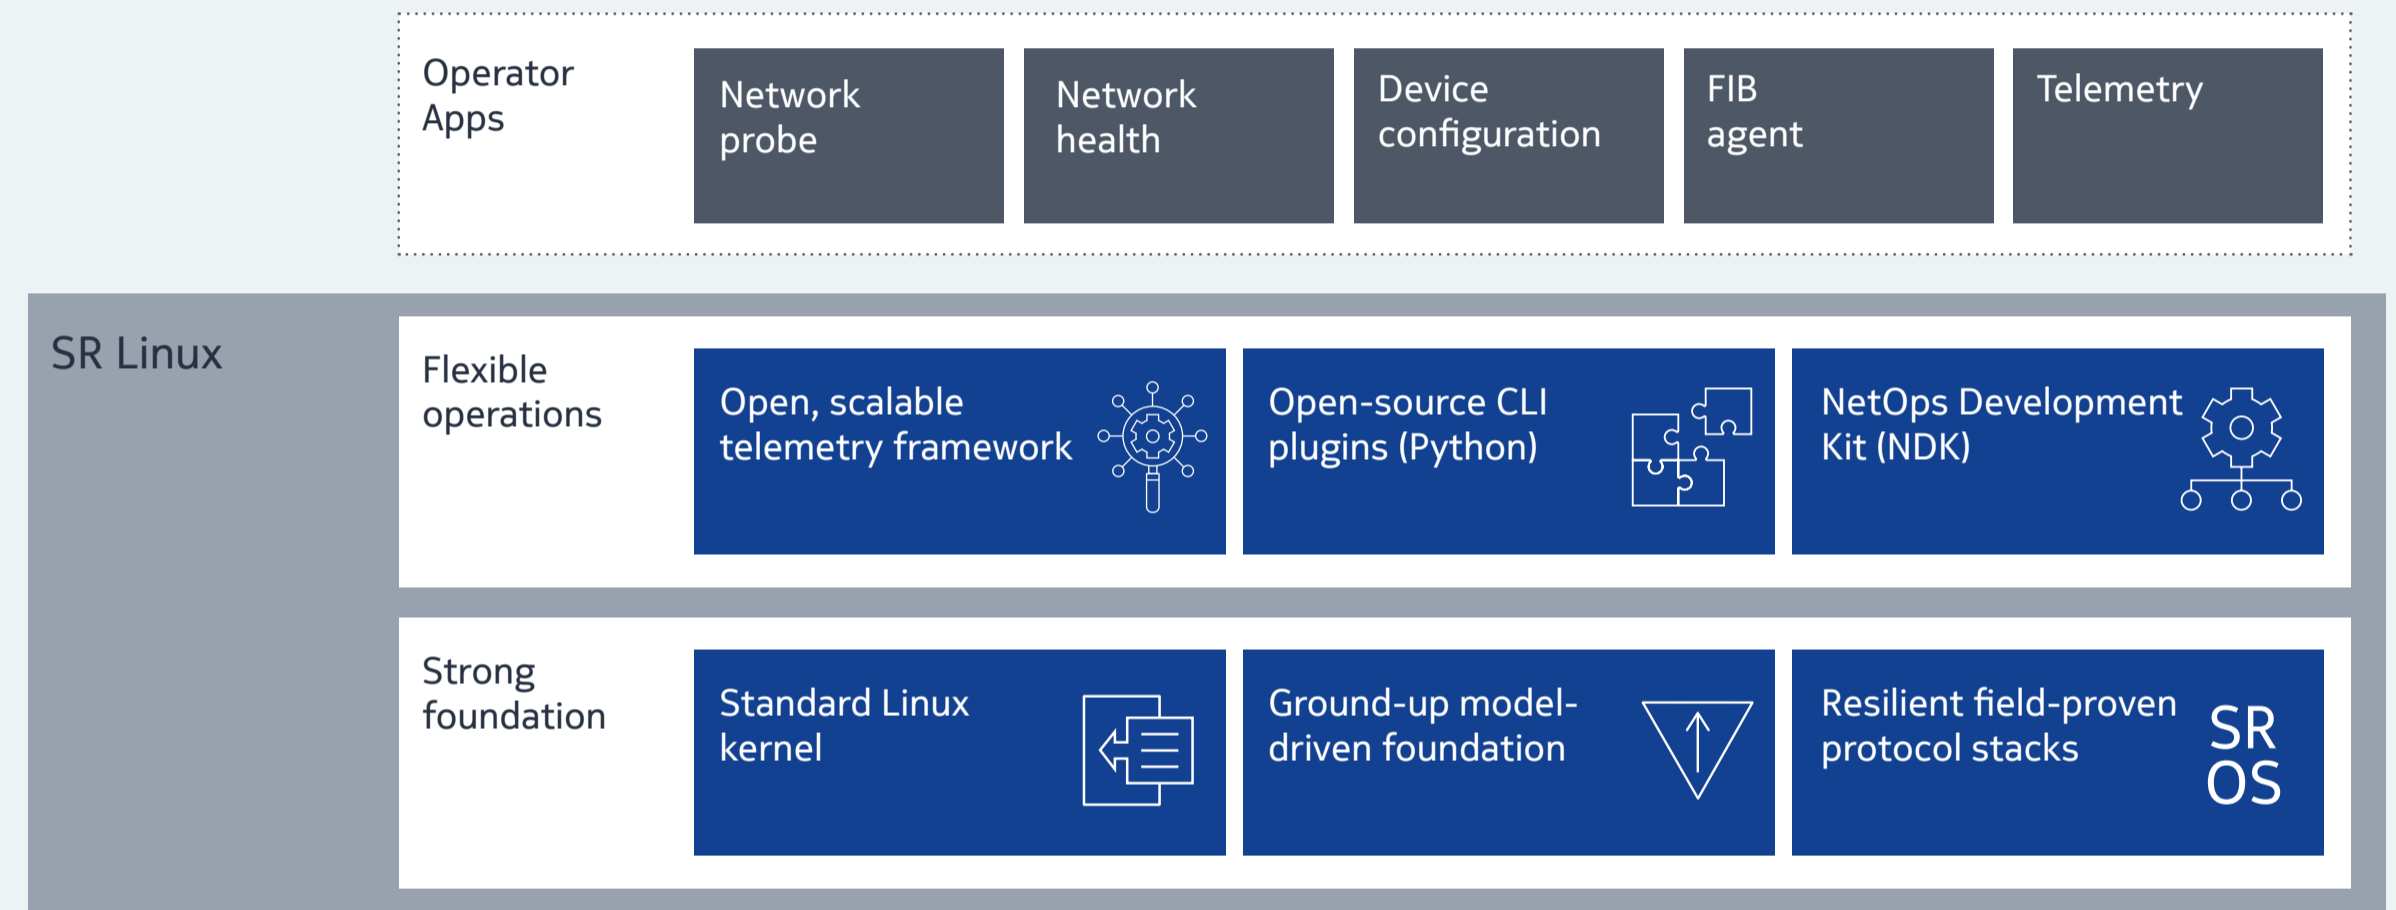 Operator
Apps
Network
probe
Network
health
Device
configuration
FIB
agent
Telemetry
SR Linux
Flexible
operations
Open, scalable
telemetry framework
Open-source CLI
plugins (Python)
NetOps Development
Kit (NDK)
Strong
foundation
Standard Linux
kernel
Ground-up model-
driven foundation
Resilient field-proven
protocol stacks
SR
OS